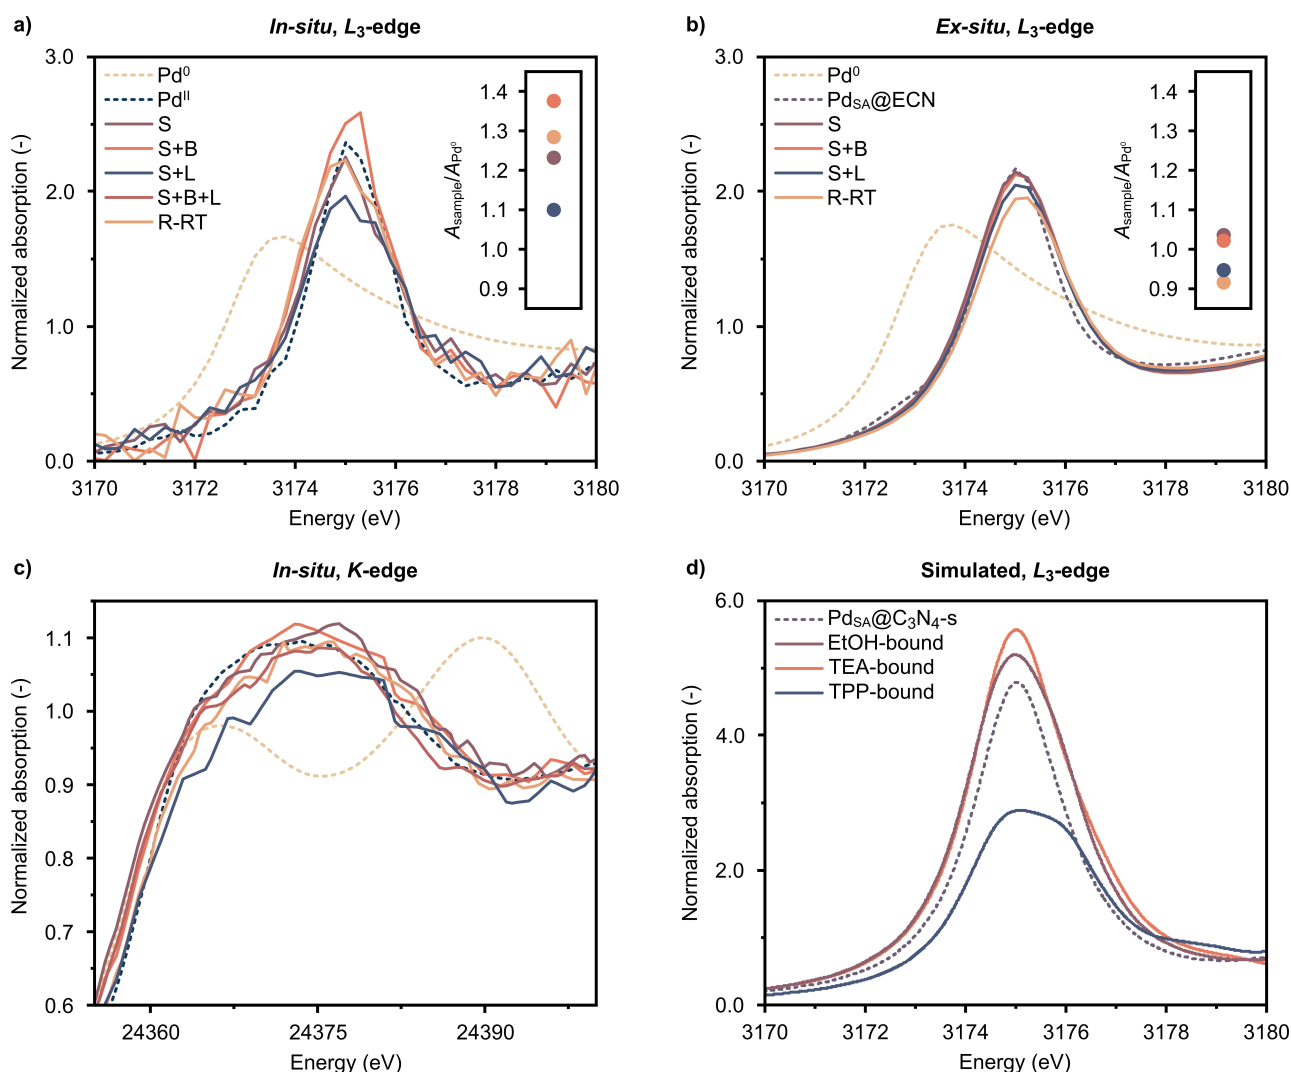 a)
In-situ, L3-edge
Normalized absorption (-)
3.0
2.0
1.0
0.0
Pd0
PdII
S
S+B
S+L
S+B+L
R-RT
Asample/APd0
1.4
1.3
1.2
1.1
1.0
0.9
3170
3172
3174
3176
3178
3180
Energy (eV)
b)
Ex-situ, L3-edge
Normalized absorption (-)
3.0
2.0
1.0
0.0
Pd0
PdSA@ECN
S
S+B
S+L
R-RT
Asample/APd0
1.4
1.3
1.2
1.1
1.0
0.9
3170
3172
3174
3176
3178
3180
Energy (eV)
c)
In-situ, K-edge
Normalized absorption (-)
1.1
1.0
0.9
0.8
0.7
0.6
24360
24375
24390
Energy (eV)
d)
Simulated, L3-edge
Normalized absorption (-)
6.0
4.0
2.0
0.0
PdSA@C3N4-s
EtOH-bound
TEA-bound
TPP-bound
3170
3172
3174
3176
3178
3180
Energy (eV)